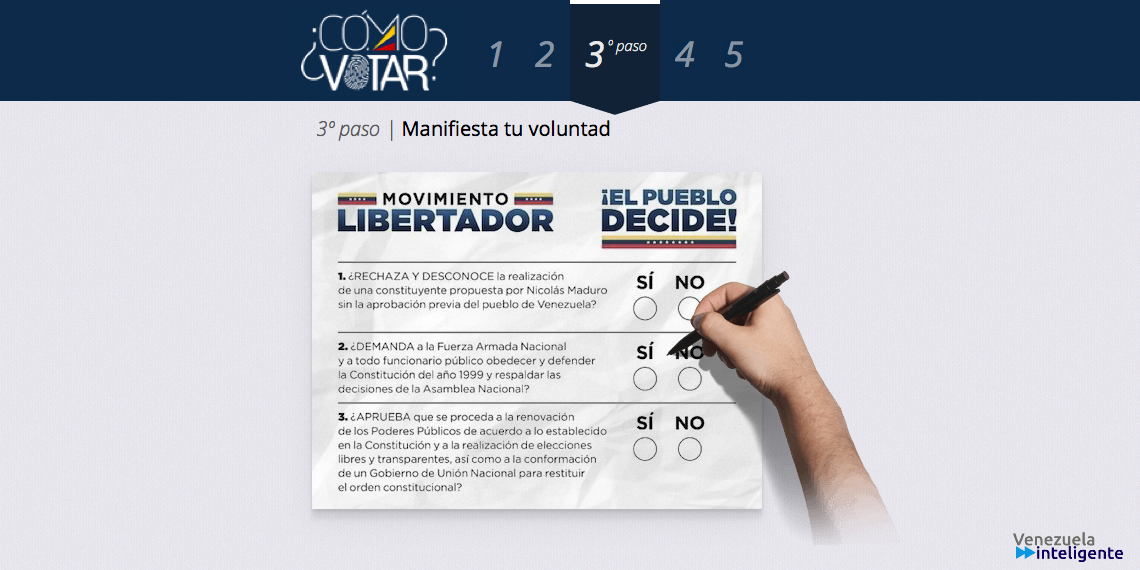 ¿CÓMO
VOTAR?
1 2 3º paso 4 5
3º paso | Manifiesta tu voluntad
MOVIMIENTO
LIBERTADOR
¡EL PUEBLO
DECIDE!
1. ¿RECHAZA Y DESCONOCE la realización
de una constituyente propuesta por Nicolás Maduro
sin la aprobación previa del pueblo de Venezuela?
SÍ NO
2. ¿DEMANDA a la Fuerza Armada Nacional
y a todo funcionario público obedecer y defender
la Constitución del año 1999 y respaldar las
decisiones de la Asamblea Nacional?
SÍ NO
3. ¿APRUEBA que se proceda a la renovación
de los Poderes Públicos de acuerdo a lo establecido
en la Constitución y a la realización de elecciones
libres y transparentes, así como a la conformación
de un Gobierno de Unión Nacional para restituir
el orden constitucional?
SÍ NO
Venezuela
inteligente